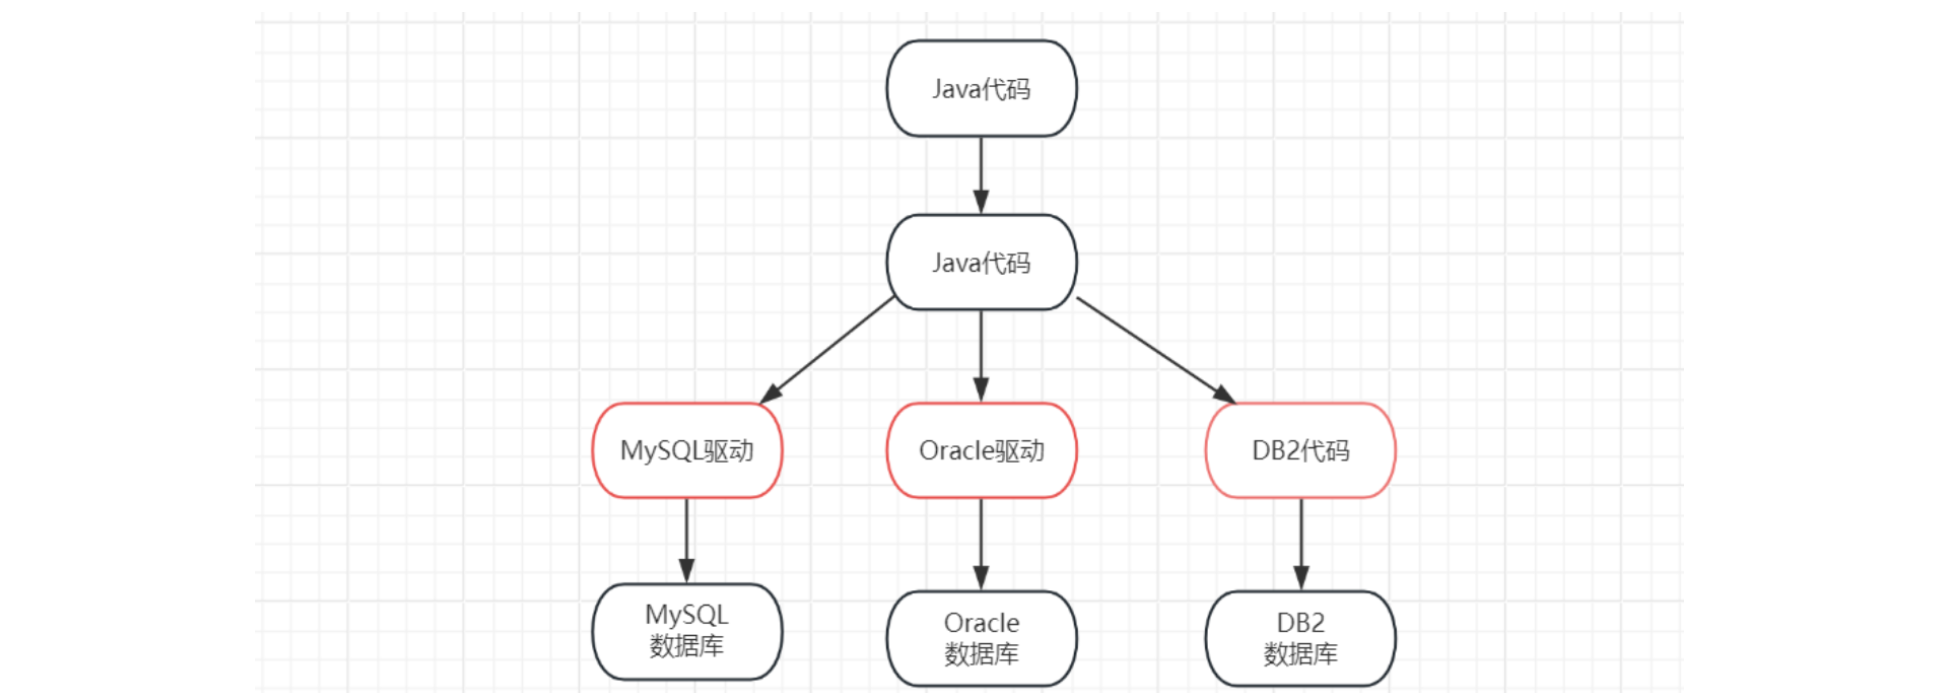 Java代码
Java代码
MySQL驱动
Oracle驱动
DB2代码
MySQL
数据库
Oracle
数据库
DB2
数据库